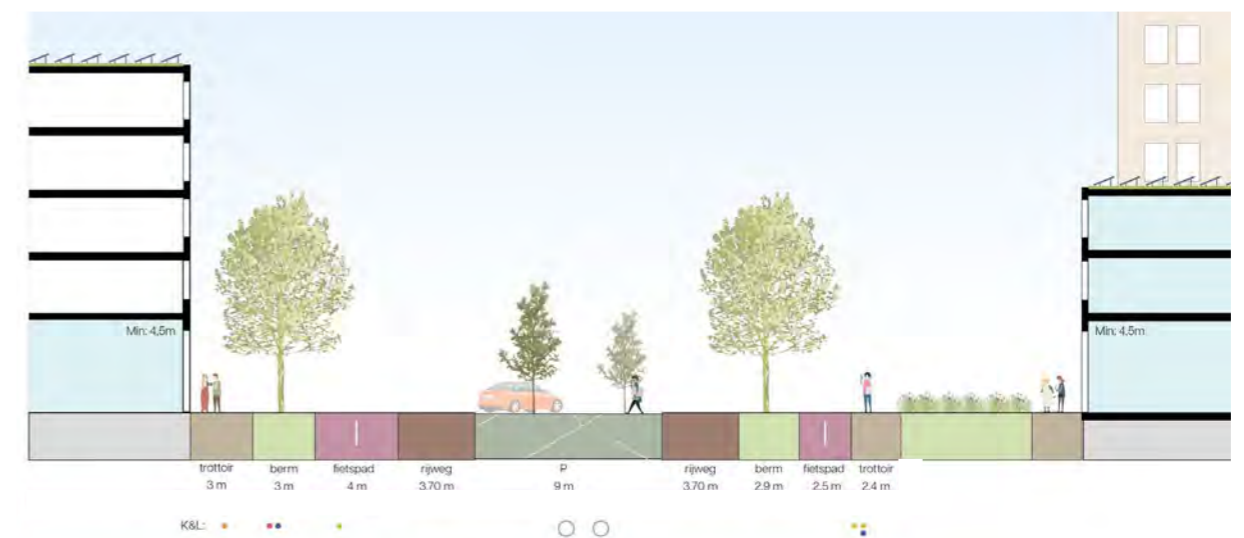 Min: 4,5m
Min: 4,5m
trottoir berm fietspad rijweg P rijweg berm fietspad trottoir
3 m 3 m 4 m 3.70 m 9 m 3.70 m 2.9 m 2.5 m 2.4 m
K&L: